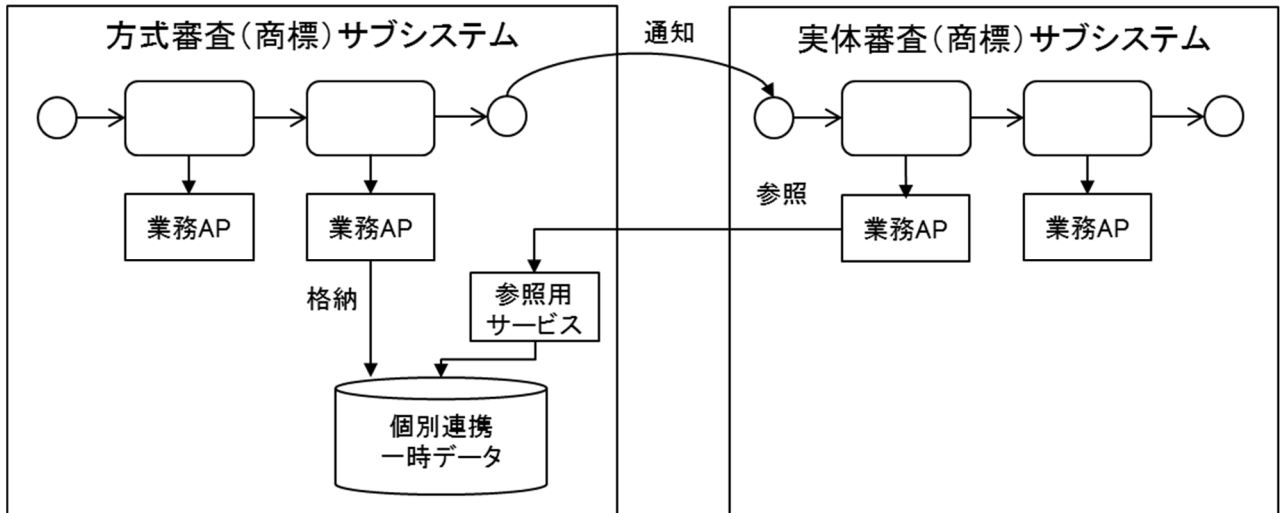 方式審査（商標）サブシステム
通知
実体審査（商標）サブシステム
業務AP
業務AP
参照
業務AP
業務AP
格納
参照用
サービス
個別連携
一時データ